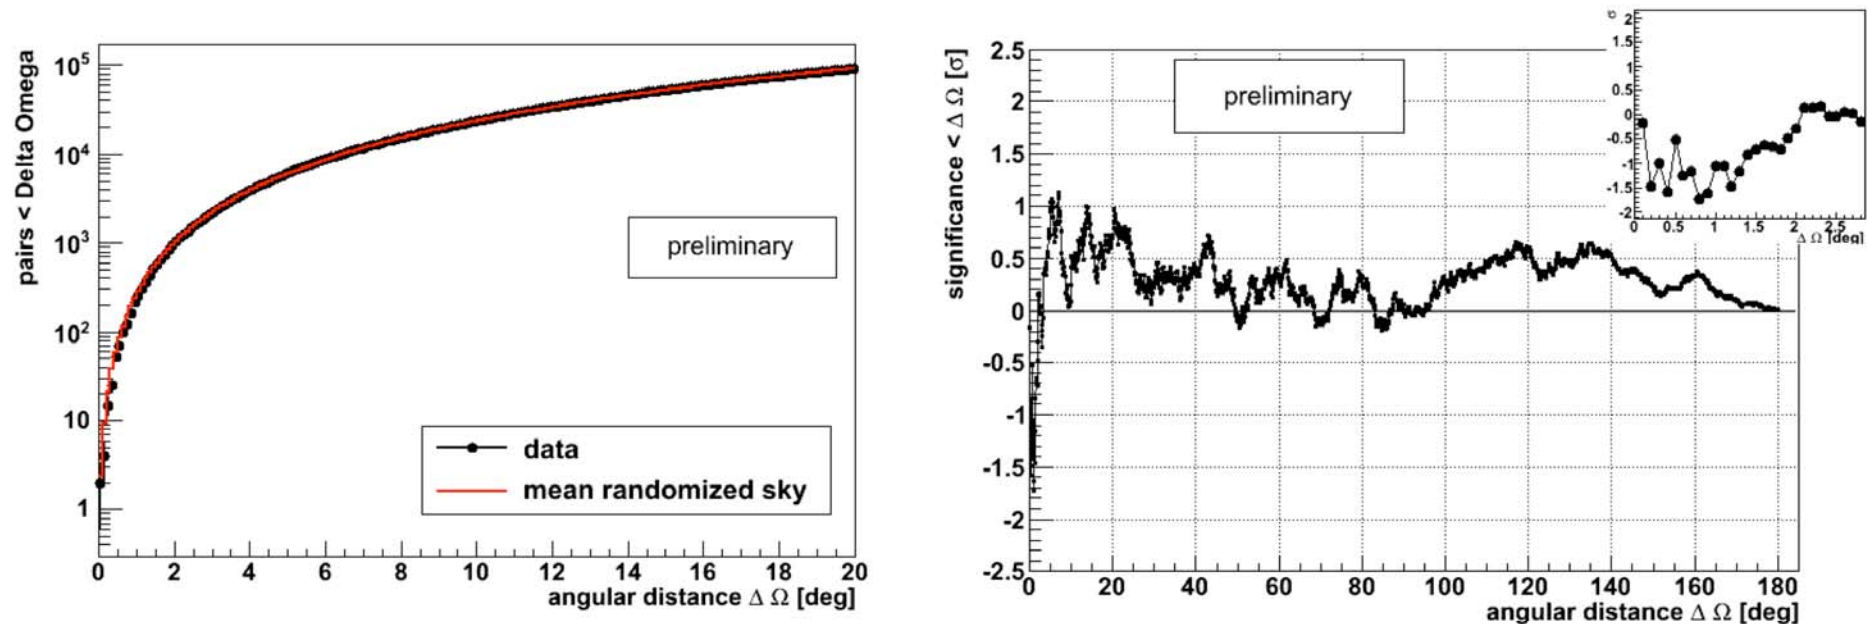 pairs < Delta Omega
10⁵
10⁴
10³
10²
10
1
preliminary
data
mean randomized sky
0 2 4 6 8 10 12 14 16 18 20
angular distance Δ Ω [deg]
significance < Δ Ω [σ]
2.5
2
1.5
1
0.5
0
-0.5
-1
-1.5
-2
-2.5
preliminary
0 20 40 60 80 100 120 140 160 180
angular distance Δ Ω [deg]
σ
2
1.5
1
0.5
0
-0.5
-1
-1.5
-2
0 0.5 1 1.5 2 2.5
Δ Ω [deg]